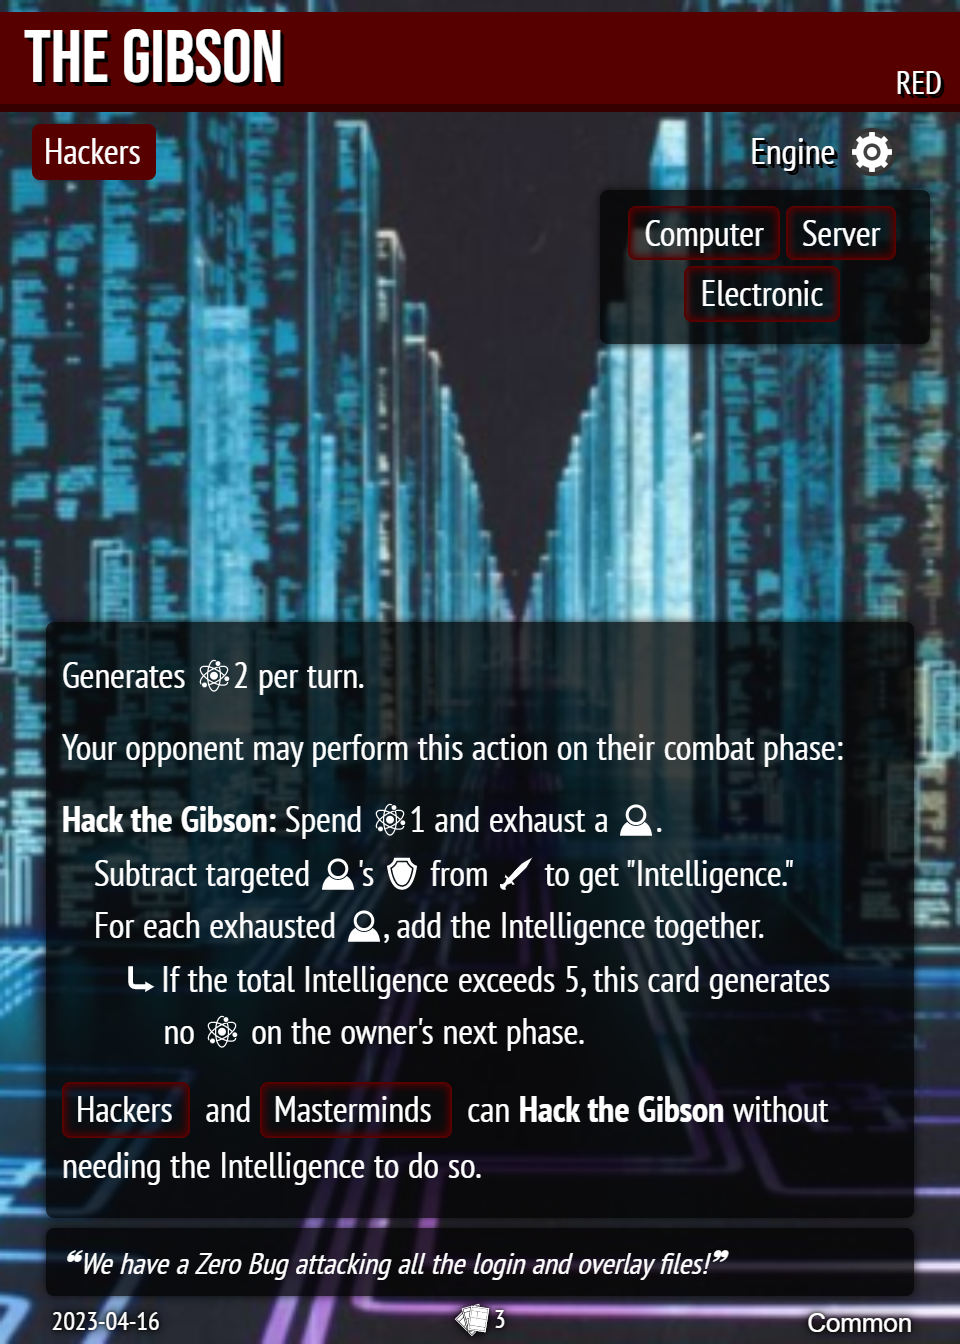 THE GIBSON
RED
Hackers
Engine
Computer Server
Electronic
Generates 2 per turn.
Your opponent may perform this action on their combat phase:
Hack the Gibson: Spend 1 and exhaust a .
Subtract targeted 's from to get "Intelligence."
For each exhausted , add the Intelligence together.
If the total Intelligence exceeds 5, this card generates
no on the owner's next phase.
Hackers and Masterminds can Hack the Gibson without
needing the Intelligence to do so.
❝We have a Zero Bug attacking all the login and overlay files!❞
2023-04-16
3
Common